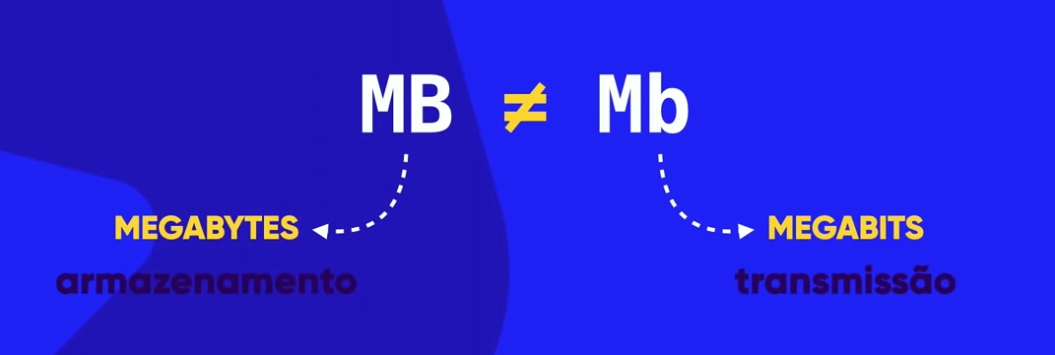 MB ≠ Mb
MEGABYTES
armazenamento
MEGABITS
transmissão